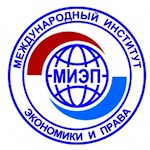 МЕЖДУНАРОДНЫЙ ИНСТИТУТ
МИЭП
ЭКОНОМИКИ И ПРАВА